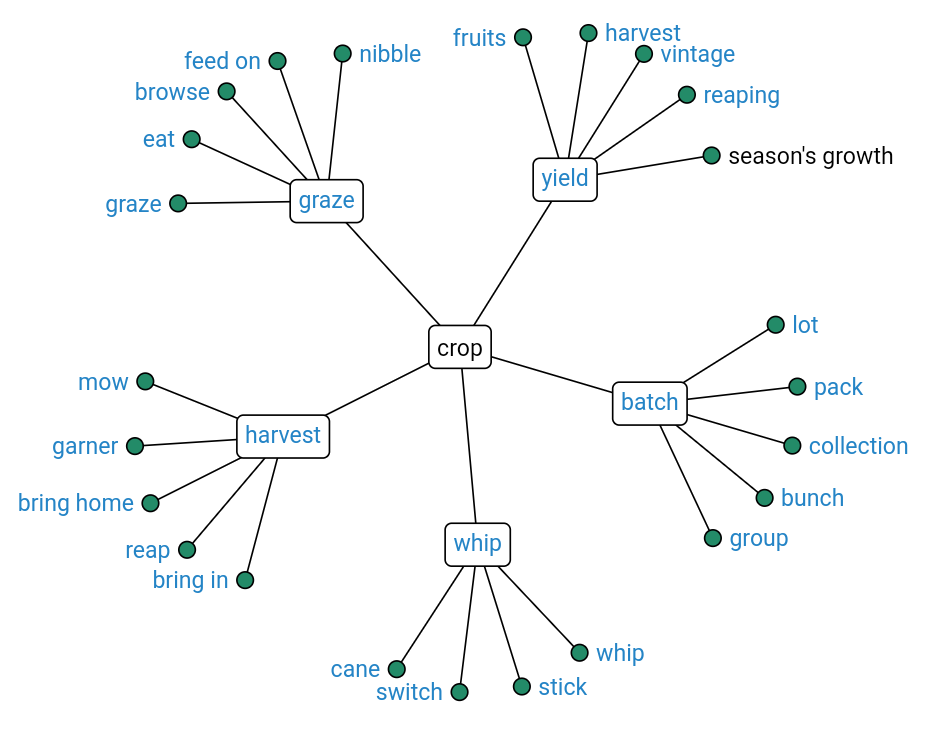 fruits
harvest
nibble
vintage
feed on
browse
reaping
eat
season's growth
yield
graze
graze
lot
crop
mow
pack
batch
harvest
garner
collection
bunch
bring home
group
whip
reap
bring in
whip
cane
stick
switch